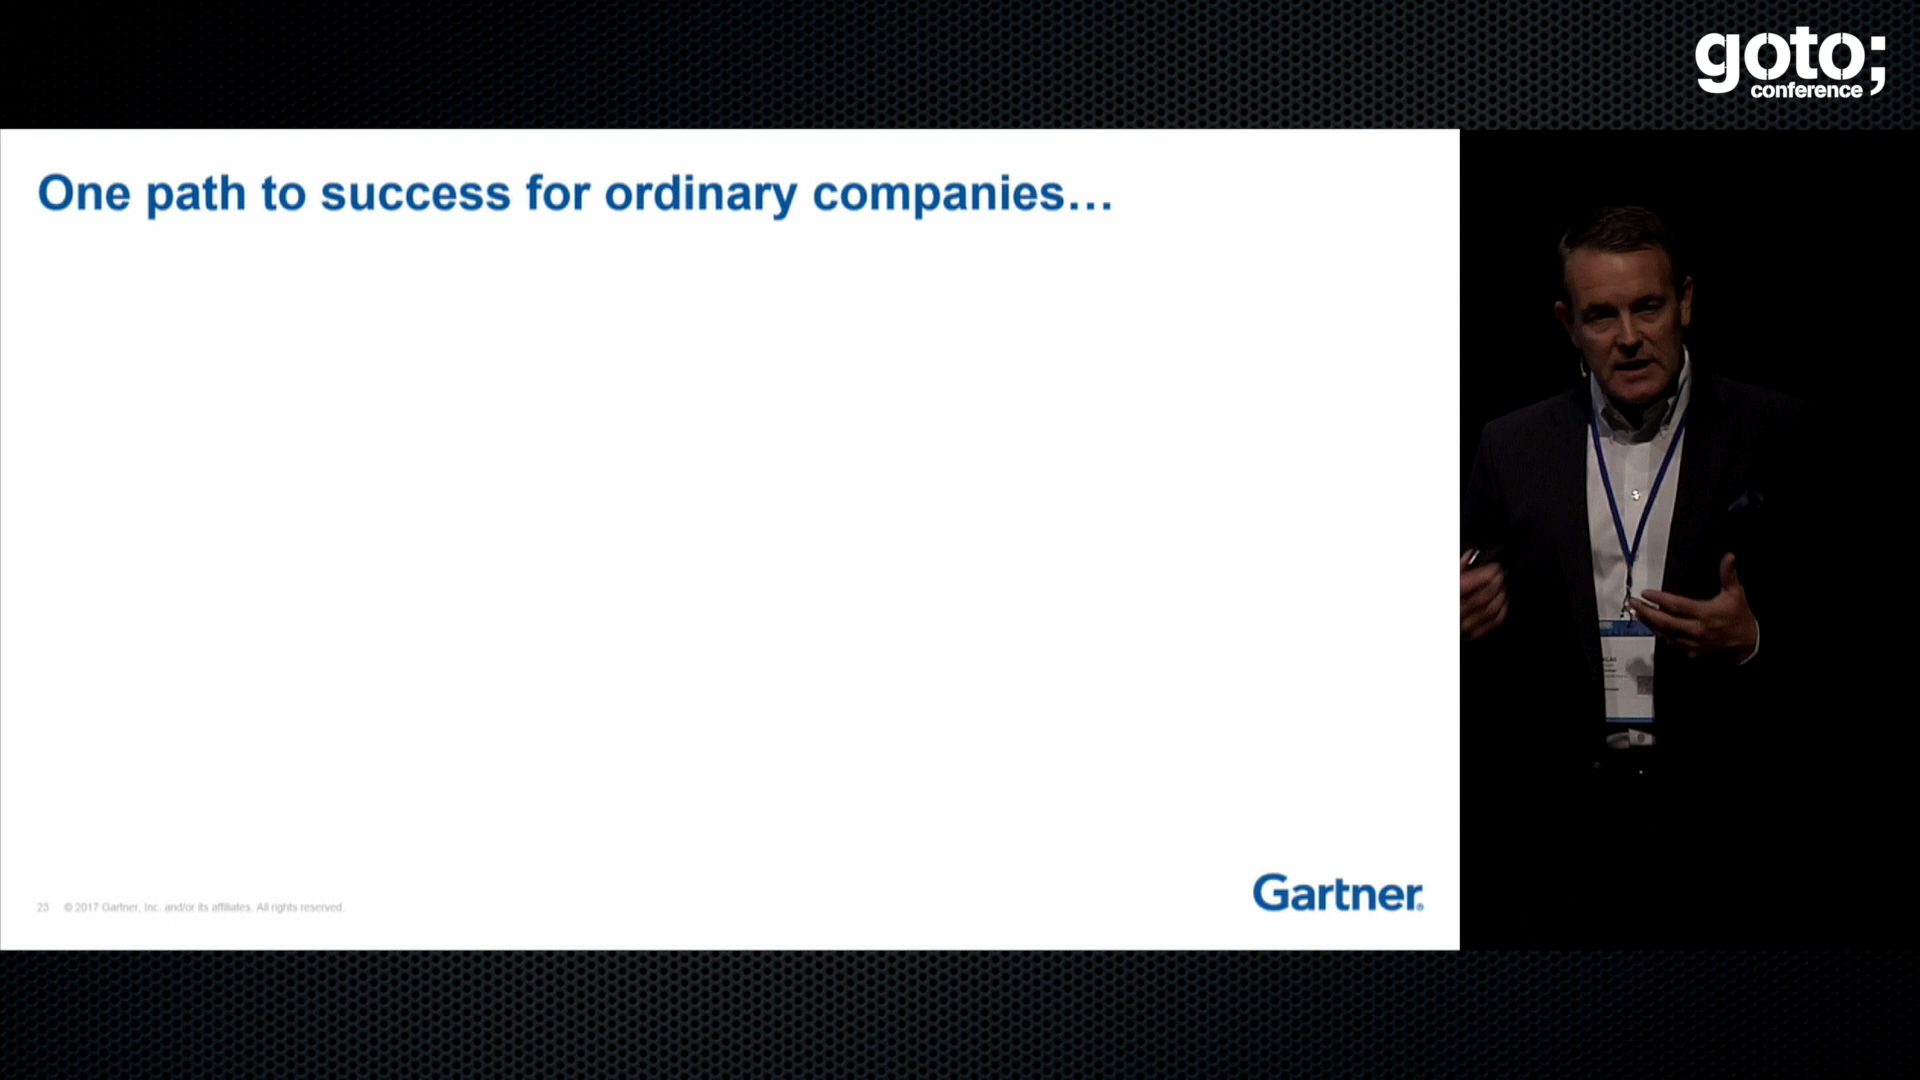 goto;
conference
One path to success for ordinary companies…
23 © 2017 Gartner, Inc. and/or its affiliates. All rights reserved.
Gartner®